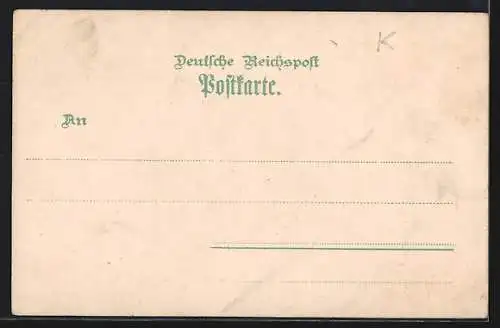 K
Deutsche Reichspost
Postkarte.
An